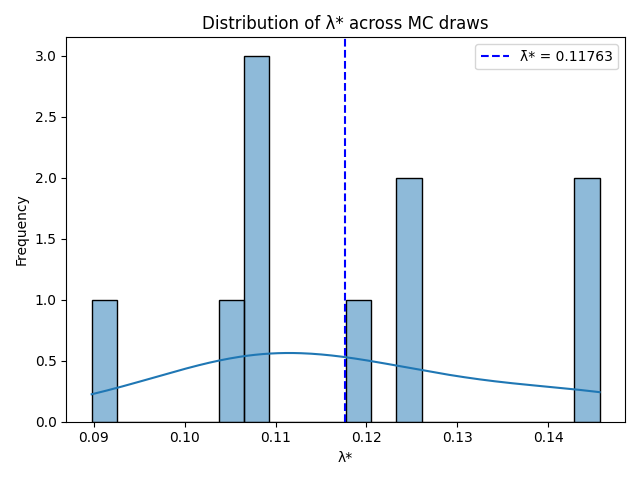 Distribution of λ* across MC draws
λ̄* = 0.11763
Frequency
3.0
2.5
2.0
1.5
1.0
0.5
0.0
0.09 0.10 0.11 0.12 0.13 0.14
λ*